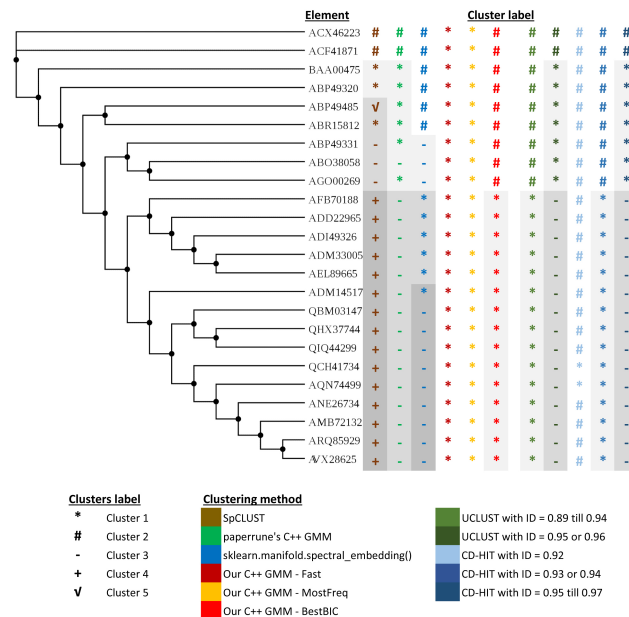 Element Cluster label
ACX46223 # # # * * # # # # # #
ACF41871 # # # * * # # # # # #
BAA00475 * * # * * # # * # # *
ABP49320 * * # * * # # * # # *
ABP49485 √ * # * * # # * # # *
ABR15812 * * # * * # # * # # *
ABP49331 - * - * * # # * # # *
ABO38058 - - - * * # # * # # *
AGO00269 - * - * * # # * # # *
AFB70188 + - * * * * * - # * -
ADD22965 + - * * * * * - # * -
ADI49326 + - * * * * * - # * -
ADM33005 + - * * * * * - # * -
AEL89665 + - * * * * * - # * -
ADM14517 + - * * * * * - # * -
QBM03147 + - - * * * * - # * -
QHX37744 + - - * * * * - # * -
QIQ44299 + - - * * * * - # * -
QCH41734 + - - * * * * - * * -
AQN74499 + - - * * * * - * * -
ANE26734 + - - * * * * - # * -
AMB72132 + - - * * * * - # * -
ARQ85929 + - - * * * * - # * -
AVX28625 + - - * * * * - # * -
Clusters label
* Cluster 1
# Cluster 2
- Cluster 3
+ Cluster 4
√ Cluster 5
Clustering method
SpCLUST
paperrune's C++ GMM
sklearn.manifold.spectral_embedding()
Our C++ GMM - Fast
Our C++ GMM - MostFreq
Our C++ GMM - BestBIC
UCLUST with ID = 0.89 till 0.94
UCLUST with ID = 0.95 or 0.96
CD-HIT with ID = 0.92
CD-HIT with ID = 0.93 or 0.94
CD-HIT with ID = 0.95 till 0.97